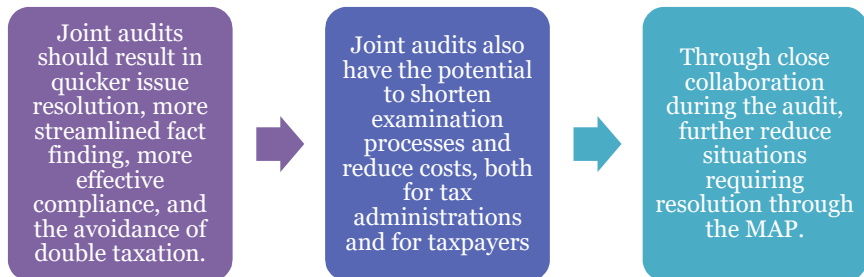 Joint audits
should result in
quicker issue
resolution, more
streamlined fact
finding, more
effective
compliance, and
the avoidance of
double taxation.
Joint audits also
have the potential
to shorten
examination
processes and
reduce costs, both
for tax
administrations
and for taxpayers
Through close
collaboration
during the audit,
further reduce
situations
requiring
resolution through
the MAP.